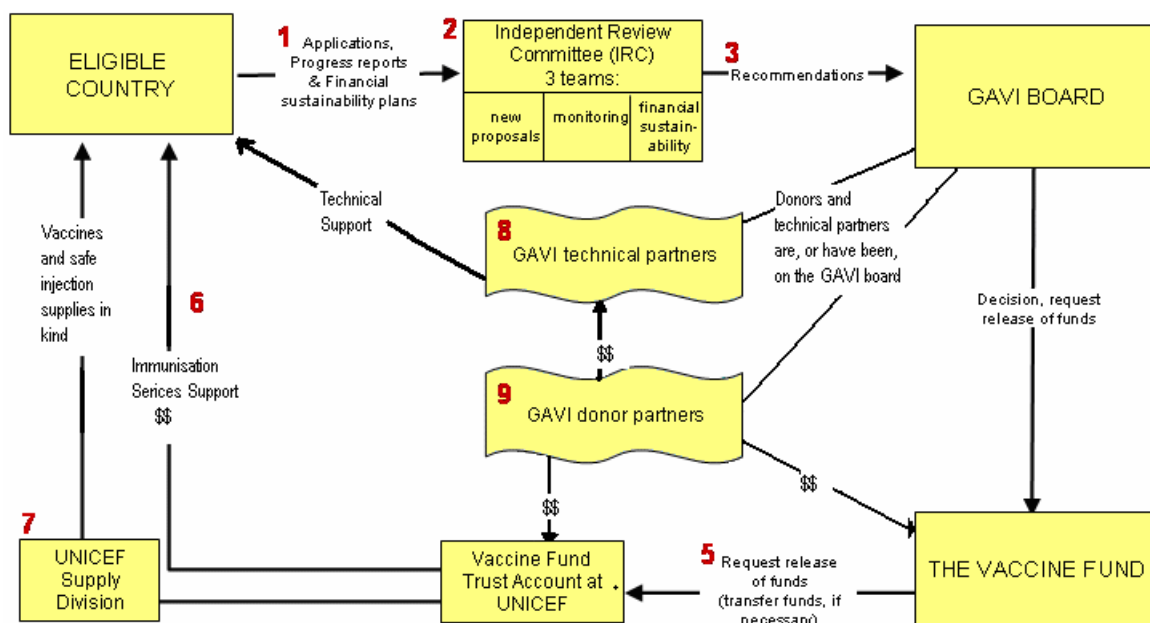 1
Applications,
Progress reports
& Financial
sustainability plans
2
Independent Review
Committee (IRC)
3 teams:
new
proposals
monitoring
financial
sustain-
ability
3
Recommendations
ELIGIBLE
COUNTRY
GAVI BOARD
Technical
Support
8
GAVI technical partners
Donors and
technical partners
are, or have been,
on the GAVI board
Vaccines
and safe
injection
supplies in
kind
6
Immunisation
Serices Support
$$
Decision, request
release of funds
$$
9
GAVI donor partners
$$
$$
7
UNICEF
Supply
Division
Vaccine Fund
Trust Account at
UNICEF
5
Request release
of funds
(transfer funds, if
necessary)
THE VACCINE FUND